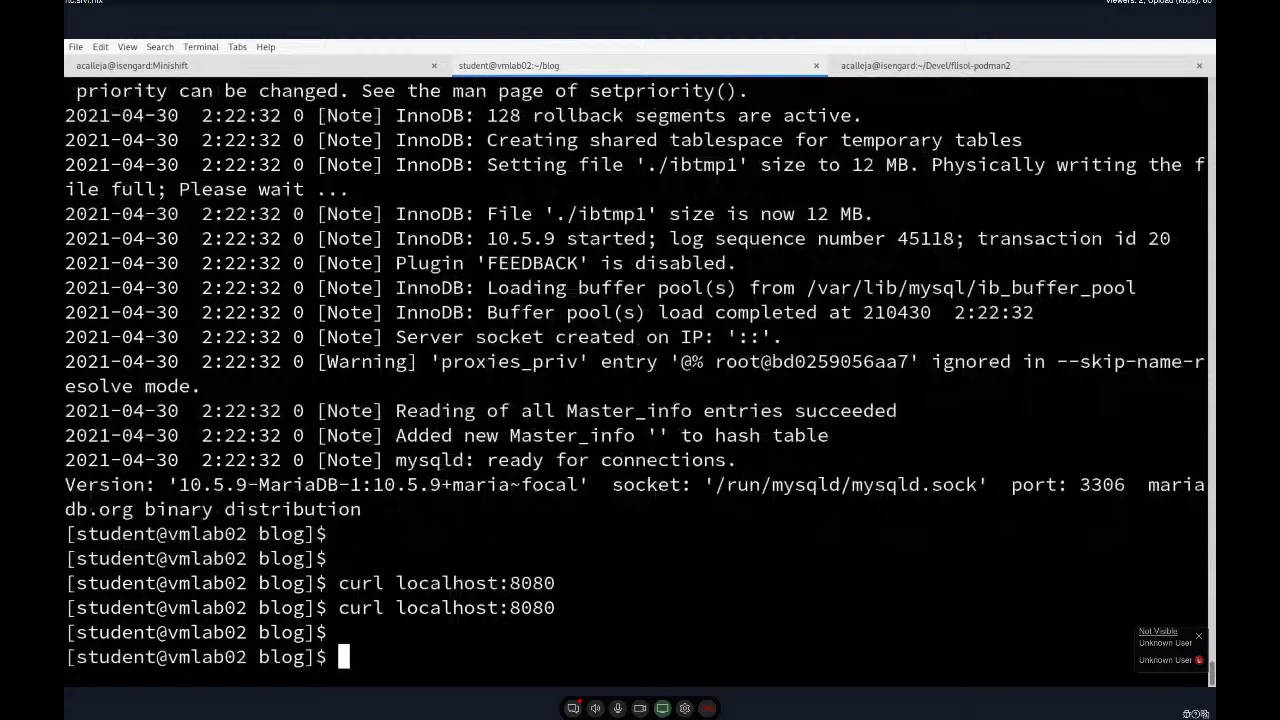 File Edit View Search Terminal Tabs Help
acalleja@isengard:Minishift × student@vmlab02:~/blog × acalleja@isengard:~/Devel/flisol-podman2 ×
 priority can be changed. See the man page of setpriority().
2021-04-30  2:22:32 0 [Note] InnoDB: 128 rollback segments are active.
2021-04-30  2:22:32 0 [Note] InnoDB: Creating shared tablespace for temporary tables
2021-04-30  2:22:32 0 [Note] InnoDB: Setting file './ibtmp1' size to 12 MB. Physically writing the f
ile full; Please wait ...
2021-04-30  2:22:32 0 [Note] InnoDB: File './ibtmp1' size is now 12 MB.
2021-04-30  2:22:32 0 [Note] InnoDB: 10.5.9 started; log sequence number 45118; transaction id 20
2021-04-30  2:22:32 0 [Note] Plugin 'FEEDBACK' is disabled.
2021-04-30  2:22:32 0 [Note] InnoDB: Loading buffer pool(s) from /var/lib/mysql/ib_buffer_pool
2021-04-30  2:22:32 0 [Note] InnoDB: Buffer pool(s) load completed at 210430  2:22:32
2021-04-30  2:22:32 0 [Note] Server socket created on IP: '::'.
2021-04-30  2:22:32 0 [Warning] 'proxies_priv' entry '@% root@bd0259056aa7' ignored in --skip-name-r
esolve mode.
2021-04-30  2:22:32 0 [Note] Reading of all Master_info entries succeeded
2021-04-30  2:22:32 0 [Note] Added new Master_info '' to hash table
2021-04-30  2:22:32 0 [Note] mysqld: ready for connections.
Version: '10.5.9-MariaDB-1:10.5.9+maria~focal'  socket: '/run/mysqld/mysqld.sock'  port: 3306  maria
db.org binary distribution
[student@vmlab02 blog]$
[student@vmlab02 blog]$
[student@vmlab02 blog]$ curl localhost:8080
[student@vmlab02 blog]$ curl localhost:8080
[student@vmlab02 blog]$
[student@vmlab02 blog]$
Not Visible
Unknown User
Unknown User